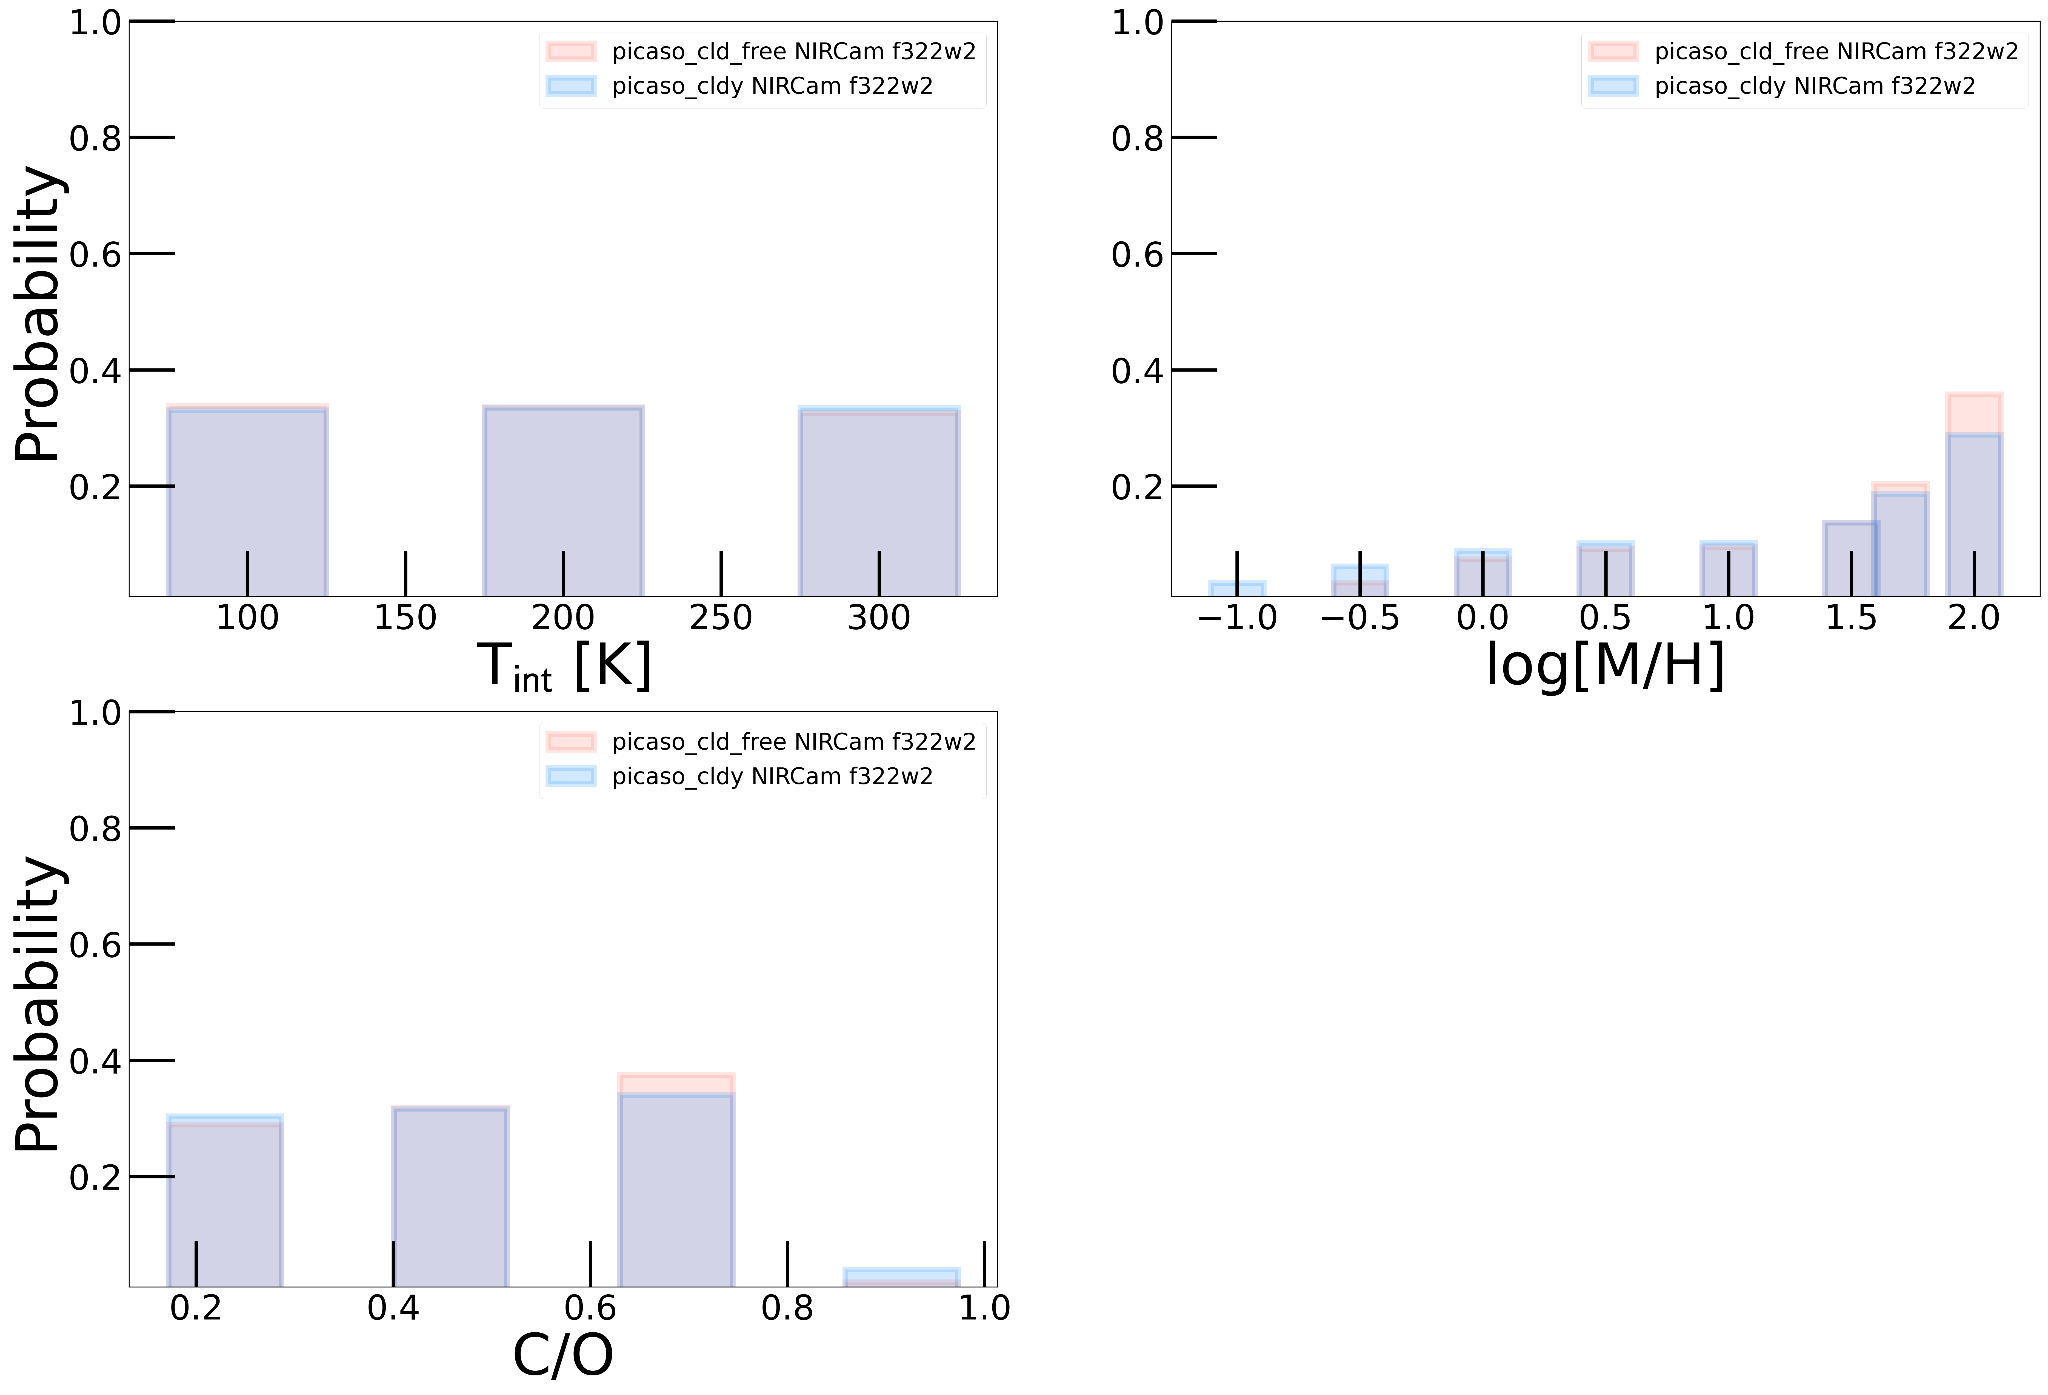 1.0
0.8
0.6
0.4
0.2
Probability
picaso_cld_free NIRCam f322w2
picaso_cldy NIRCam f322w2
100 150 200 250 300
T_int [K]
1.0
0.8
0.6
0.4
0.2
picaso_cld_free NIRCam f322w2
picaso_cldy NIRCam f322w2
−1.0 −0.5 0.0 0.5 1.0 1.5 2.0
log[M/H]
1.0
0.8
0.6
0.4
0.2
Probability
picaso_cld_free NIRCam f322w2
picaso_cldy NIRCam f322w2
0.2 0.4 0.6 0.8 1.0
C/O